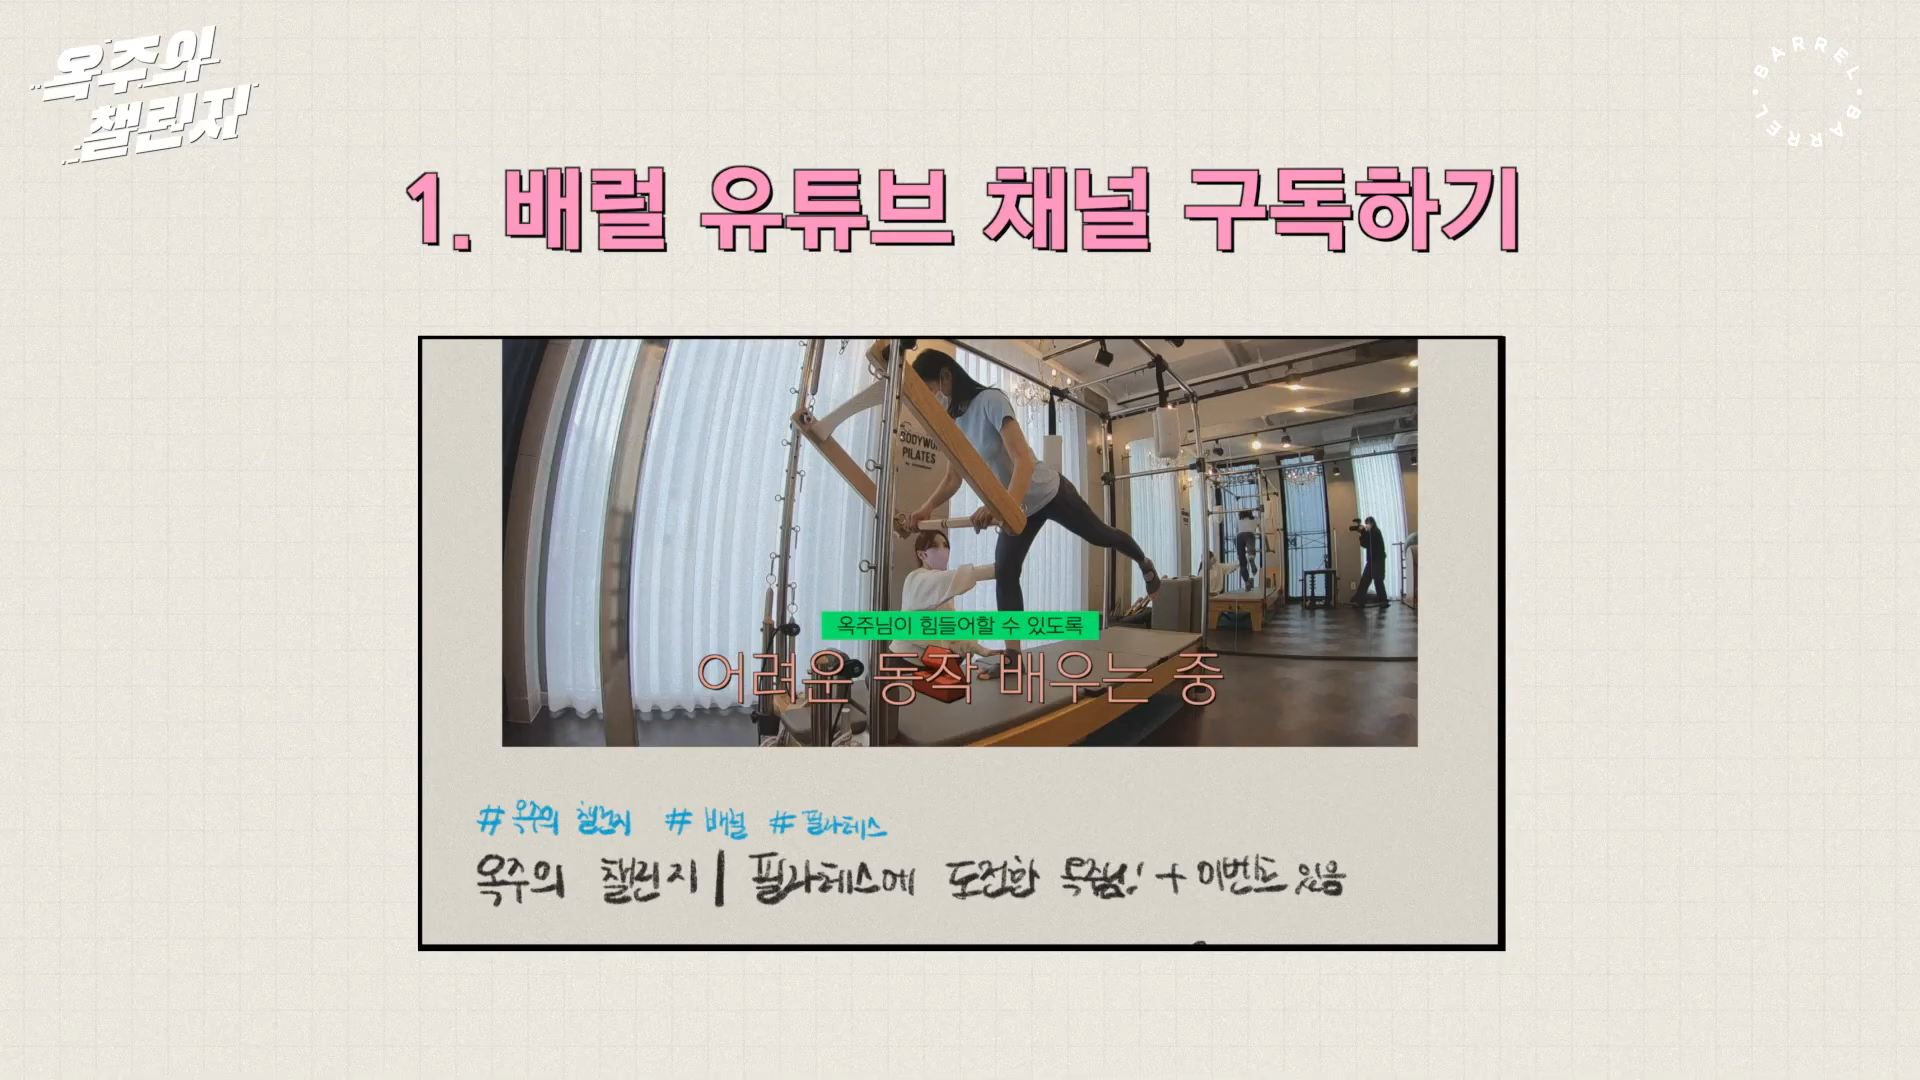 옥주의
챌린지
BARREL BARREL
1. 배럴 유튜브 채널 구독하기
BODYWO
PILATES
옥주님이 힘들어할 수 있도록
어려운 동작 배우는 중
#옥주의 챌린지 #배럴 #필라테스
옥주의 챌린지 | 필라테스에 도전한 옥주님! + 이벤트 있음